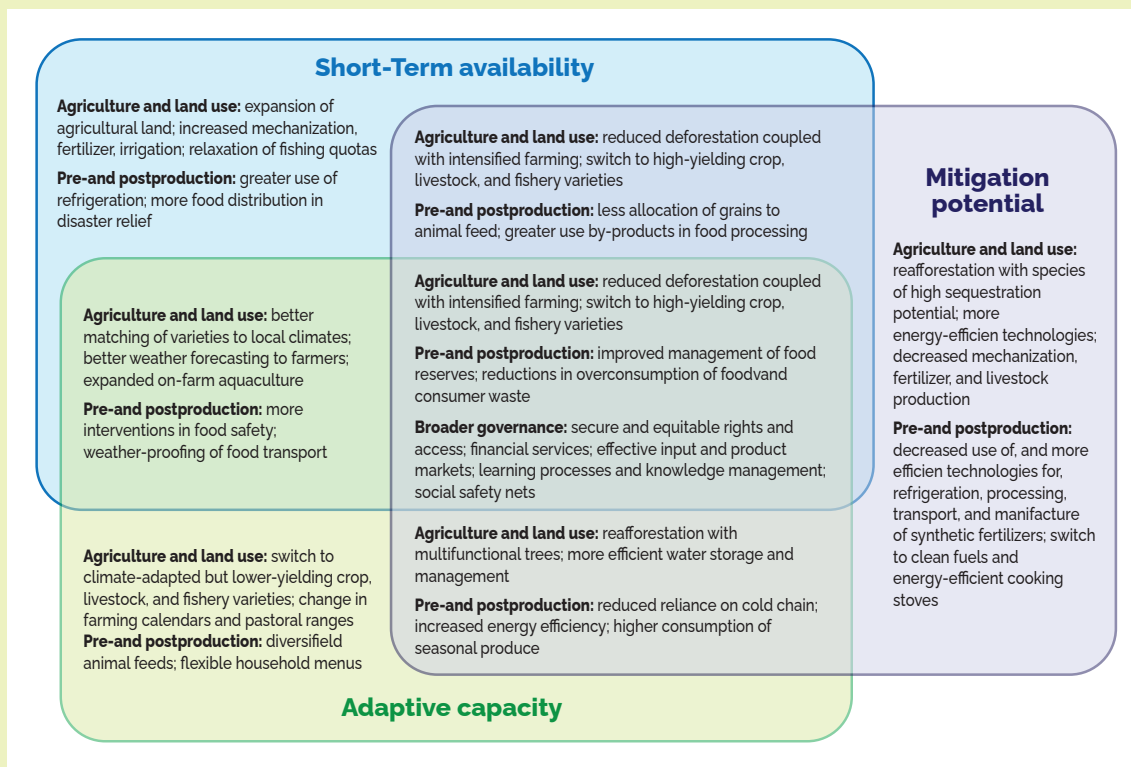 Short-Term availability
Agriculture and land use: expansion of
agricultural land; increased mechanization,
fertilizer, irrigation; relaxation of fishing quotas
Pre-and postproduction: greater use of
refrigeration; more food distribution in
disaster relief
Agriculture and land use: reduced deforestation coupled
with intensified farming; switch to high-yielding crop,
livestock, and fishery varieties
Pre-and postproduction: less allocation of grains to
animal feed; greater use by-products in food processing
Mitigation
potential
Agriculture and land use:
reafforestation with species
of high sequestration
potential; more
energy-efficien technologies;
decreased mechanization,
fertilizer, and livestock
production
Pre-and postproduction:
decreased use of, and more
efficien technologies for,
refrigeration, processing,
transport, and manifacture
of synthetic fertilizers; switch
to clean fuels and
energy-efficient cooking
stoves
Agriculture and land use: better
matching of varieties to local climates;
better weather forecasting to farmers;
expanded on-farm aquaculture
Pre-and postproduction: more
interventions in food safety;
weather-proofing of food transport
Agriculture and land use: reduced deforestation coupled
with intensified farming; switch to high-yielding crop,
livestock, and fishery varieties
Pre-and postproduction: improved management of food
reserves; reductions in overconsumption of foodvand
consumer waste
Broader governance: secure and equitable rights and
access; financial services; effective input and product
markets; learning processes and knowledge management;
social safety nets
Agriculture and land use: switch to
climate-adapted but lower-yielding crop,
livestock, and fishery varieties; change in
farming calendars and pastoral ranges
Pre-and postproduction: diversifield
animal feeds; flexible household menus
Agriculture and land use: reafforestation with
multifunctional trees; more efficient water storage and
management
Pre-and postproduction: reduced reliance on cold chain;
increased energy efficiency; higher consumption of
seasonal produce
Adaptive capacity